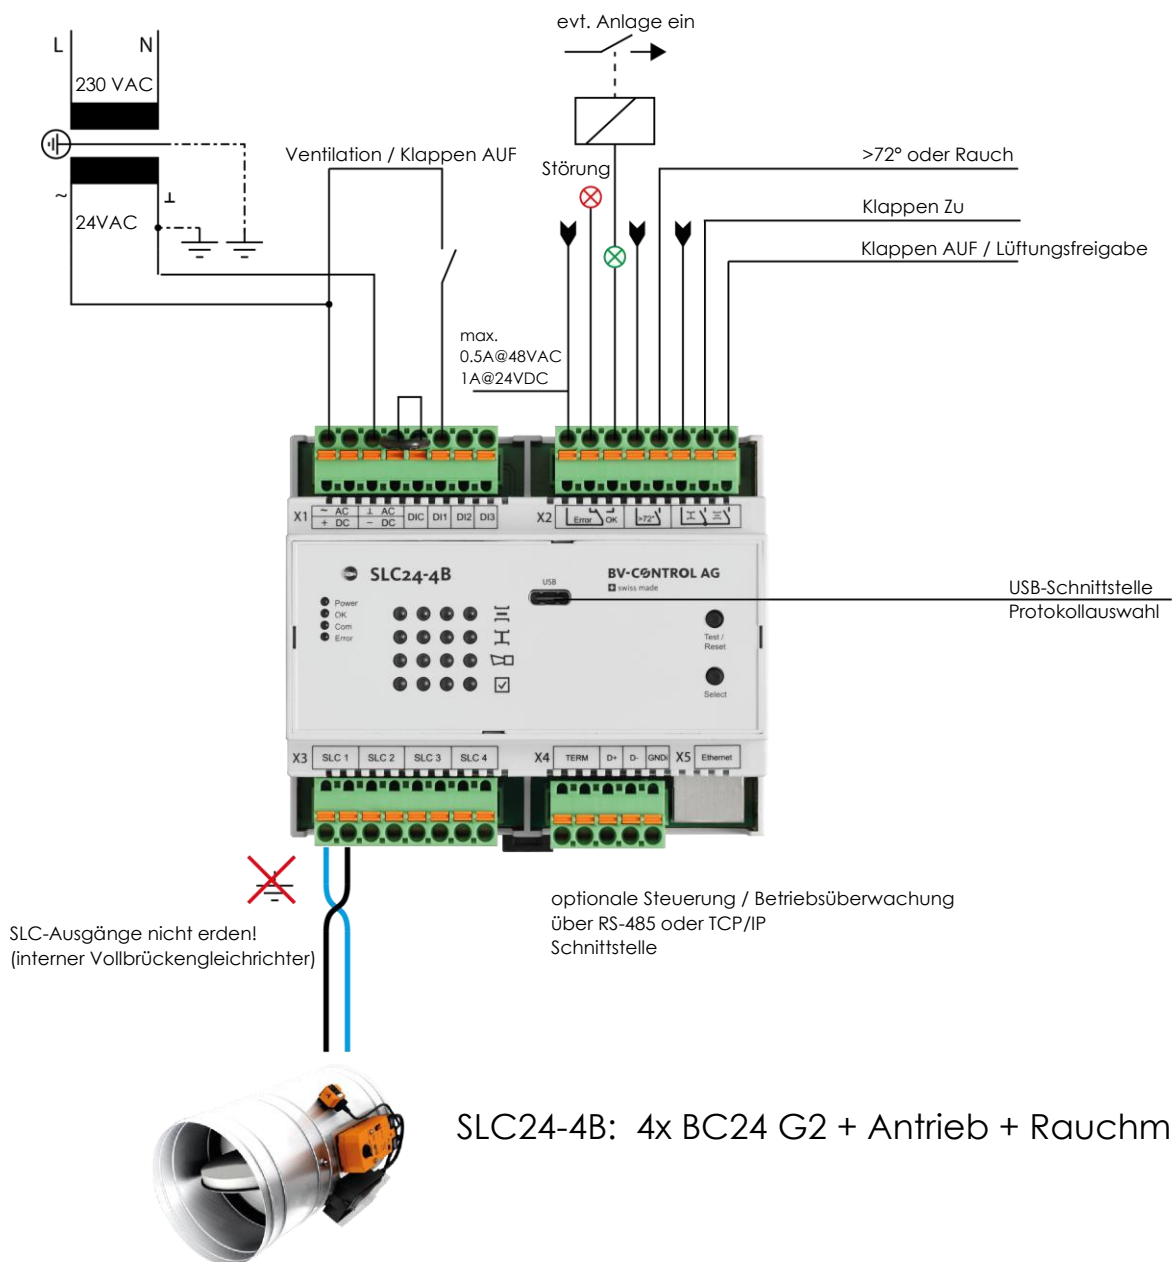 evt. Anlage ein
L N
230 VAC
Ventilation / Klappen AUF
Störung
>72° oder Rauch
~ ⊥
24VAC
Klappen Zu
Klappen AUF / Lüftungsfreigabe
max.
0.5A@48VAC
1A@24VDC
X1 ~ AC ⊥ AC DIC DI1 DI2 DI3
+ DC − DC
X2 Error OK >72°
SLC24-4B
USB
BV-CONTROL AG
swiss made
Power
OK
Com
Error
Test /
Reset
Select
USB-Schnittstelle
Protokollauswahl
X3 SLC 1 SLC 2 SLC 3 SLC 4
X4 TERM D+ D- GNDi X5 Ethernet
SLC-Ausgänge nicht erden!
(interner Vollbrückengleichrichter)
optionale Steuerung / Betriebsüberwachung
über RS-485 oder TCP/IP
Schnittstelle
SLC24-4B: 4x BC24 G2 + Antrieb + Rauchm